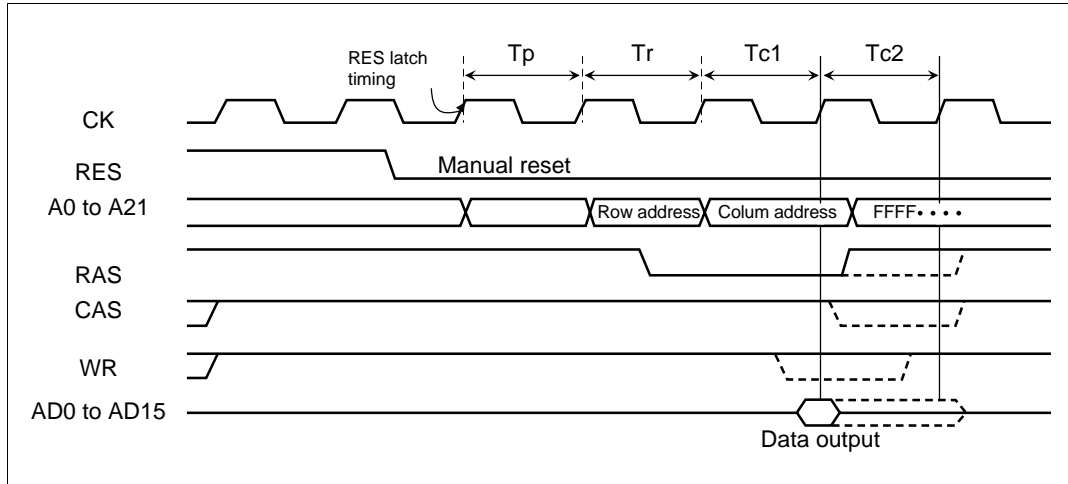 RES latch
timing
Tp
Tr
Tc1
Tc2
CK
RES
Manual reset
A0 to A21
Row address
Colum address
FFFF····
RAS
CAS
WR
AD0 to AD15
Data output